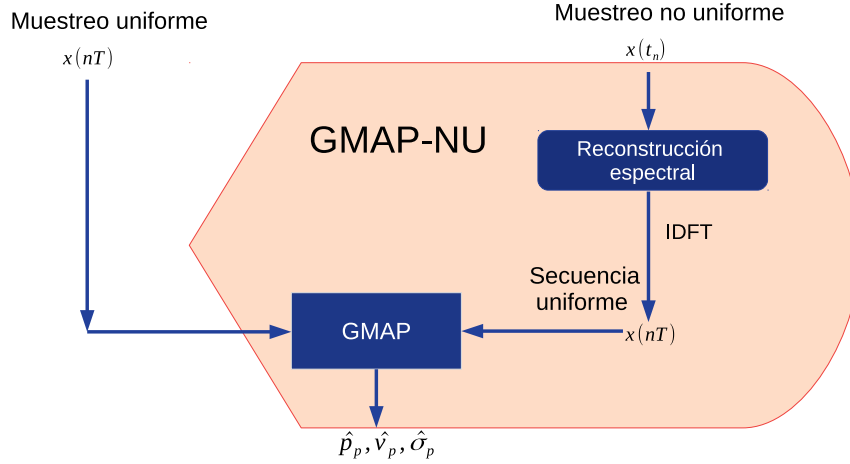 Muestreo uniforme
x(nT)
Muestreo no uniforme
x(t_n)
GMAP-NU
Reconstrucción
espectral
IDFT
Secuencia
uniforme
x(nT)
GMAP
p̂_p, v̂_p, σ̂_p